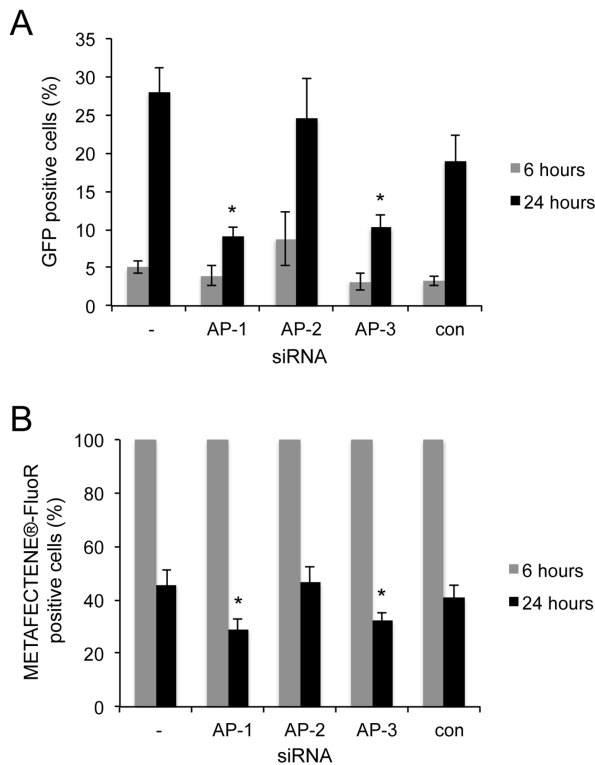 A
GFP positive cells (%)
35
30
25
20
15
10
5
0
*
*
- AP-1 AP-2 AP-3 con
siRNA
6 hours
24 hours
B
METAFECTENE®-FluoR
positive cells (%)
100
80
60
40
20
0
*
*
- AP-1 AP-2 AP-3 con
siRNA
6 hours
24 hours